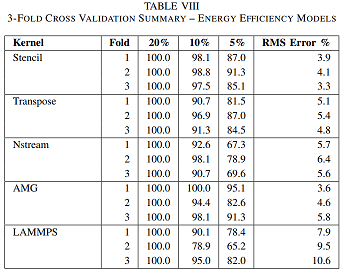 TABLE VIII
3-FOLD CROSS VALIDATION SUMMARY – ENERGY EFFICIENCY MODELS
Kernel Fold 20% 10% 5% RMS Error %
Stencil 1 100.0 98.1 87.0 3.9
2 100.0 98.8 91.3 4.1
3 100.0 97.5 85.1 3.3
Transpose 1 100.0 90.7 81.5 5.1
2 100.0 96.9 87.0 5.4
3 100.0 91.3 84.5 4.8
Nstream 1 100.0 92.6 67.3 5.7
2 100.0 98.1 78.9 6.4
3 100.0 90.7 69.6 5.6
AMG 1 100.0 100.0 95.1 3.6
2 100.0 94.4 82.6 4.6
3 100.0 98.1 91.3 5.8
LAMMPS 1 100.0 90.1 78.4 7.9
2 100.0 78.9 65.2 9.5
3 100.0 95.0 82.0 10.6